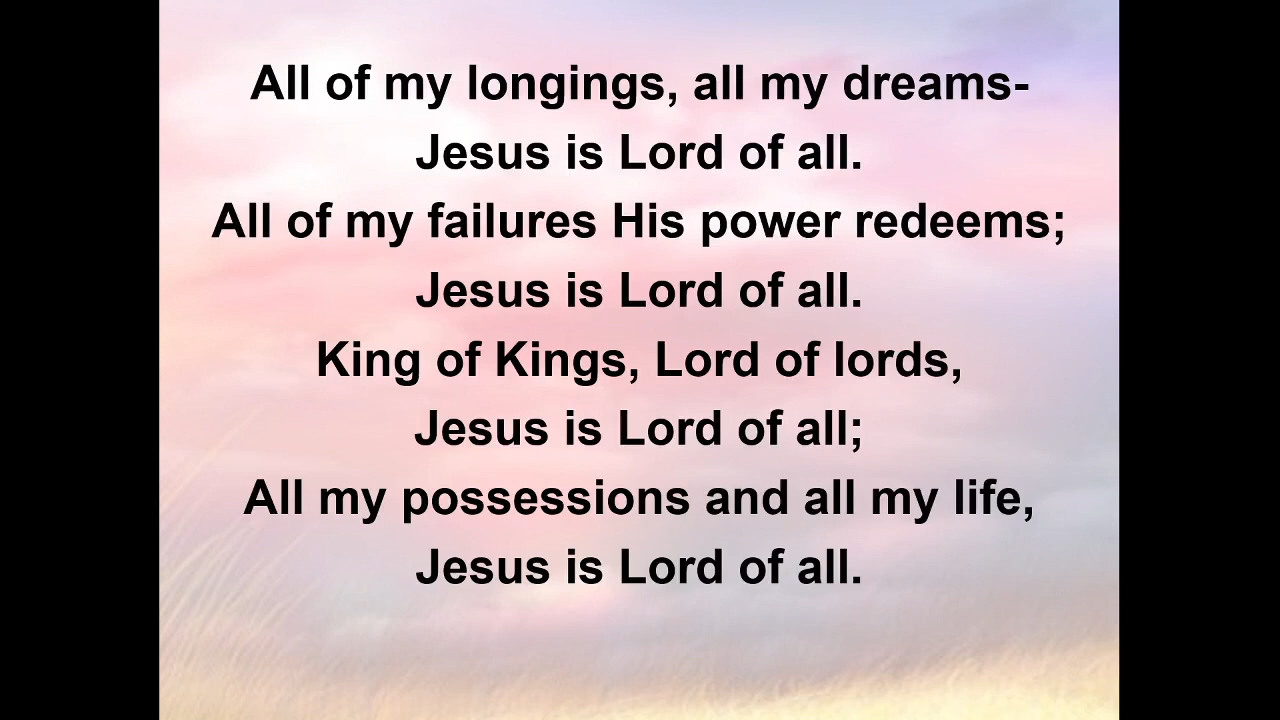 All of my longings, all my dreams-
Jesus is Lord of all.
All of my failures His power redeems;
Jesus is Lord of all.
King of Kings, Lord of lords,
Jesus is Lord of all;
All my possessions and all my life,
Jesus is Lord of all.